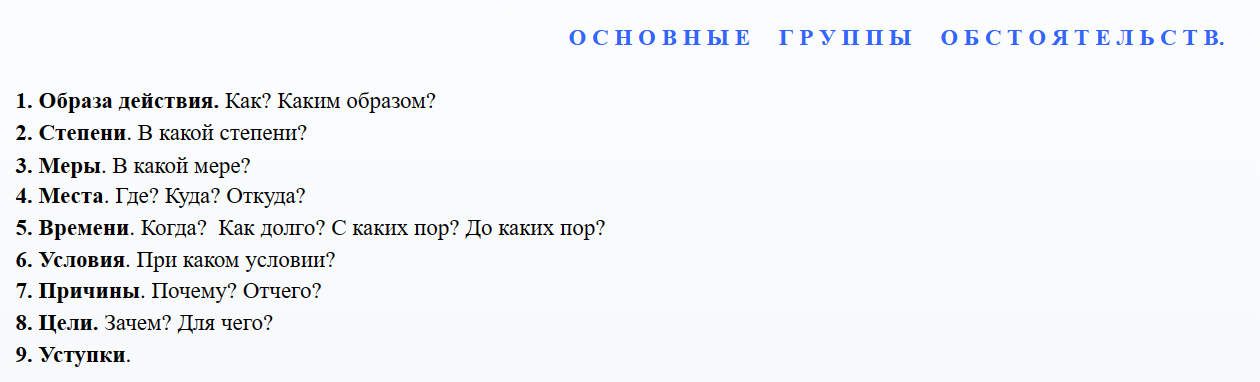 ОСНОВНЫЕ ГРУППЫ ОБСТОЯТЕЛЬСТВ.
1. Образа действия. Как? Каким образом?
2. Степени. В какой степени?
3. Меры. В какой мере?
4. Места. Где? Куда? Откуда?
5. Времени. Когда? Как долго? С каких пор? До каких пор?
6. Условия. При каком условии?
7. Причины. Почему? Отчего?
8. Цели. Зачем? Для чего?
9. Уступки.